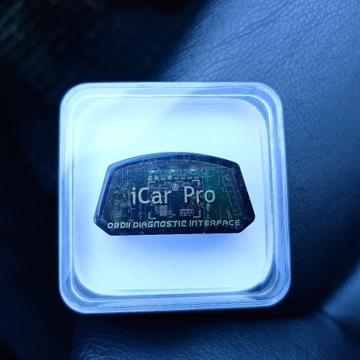 iCar® Pro
OBDII DIAGNOSTIC INTERFACE